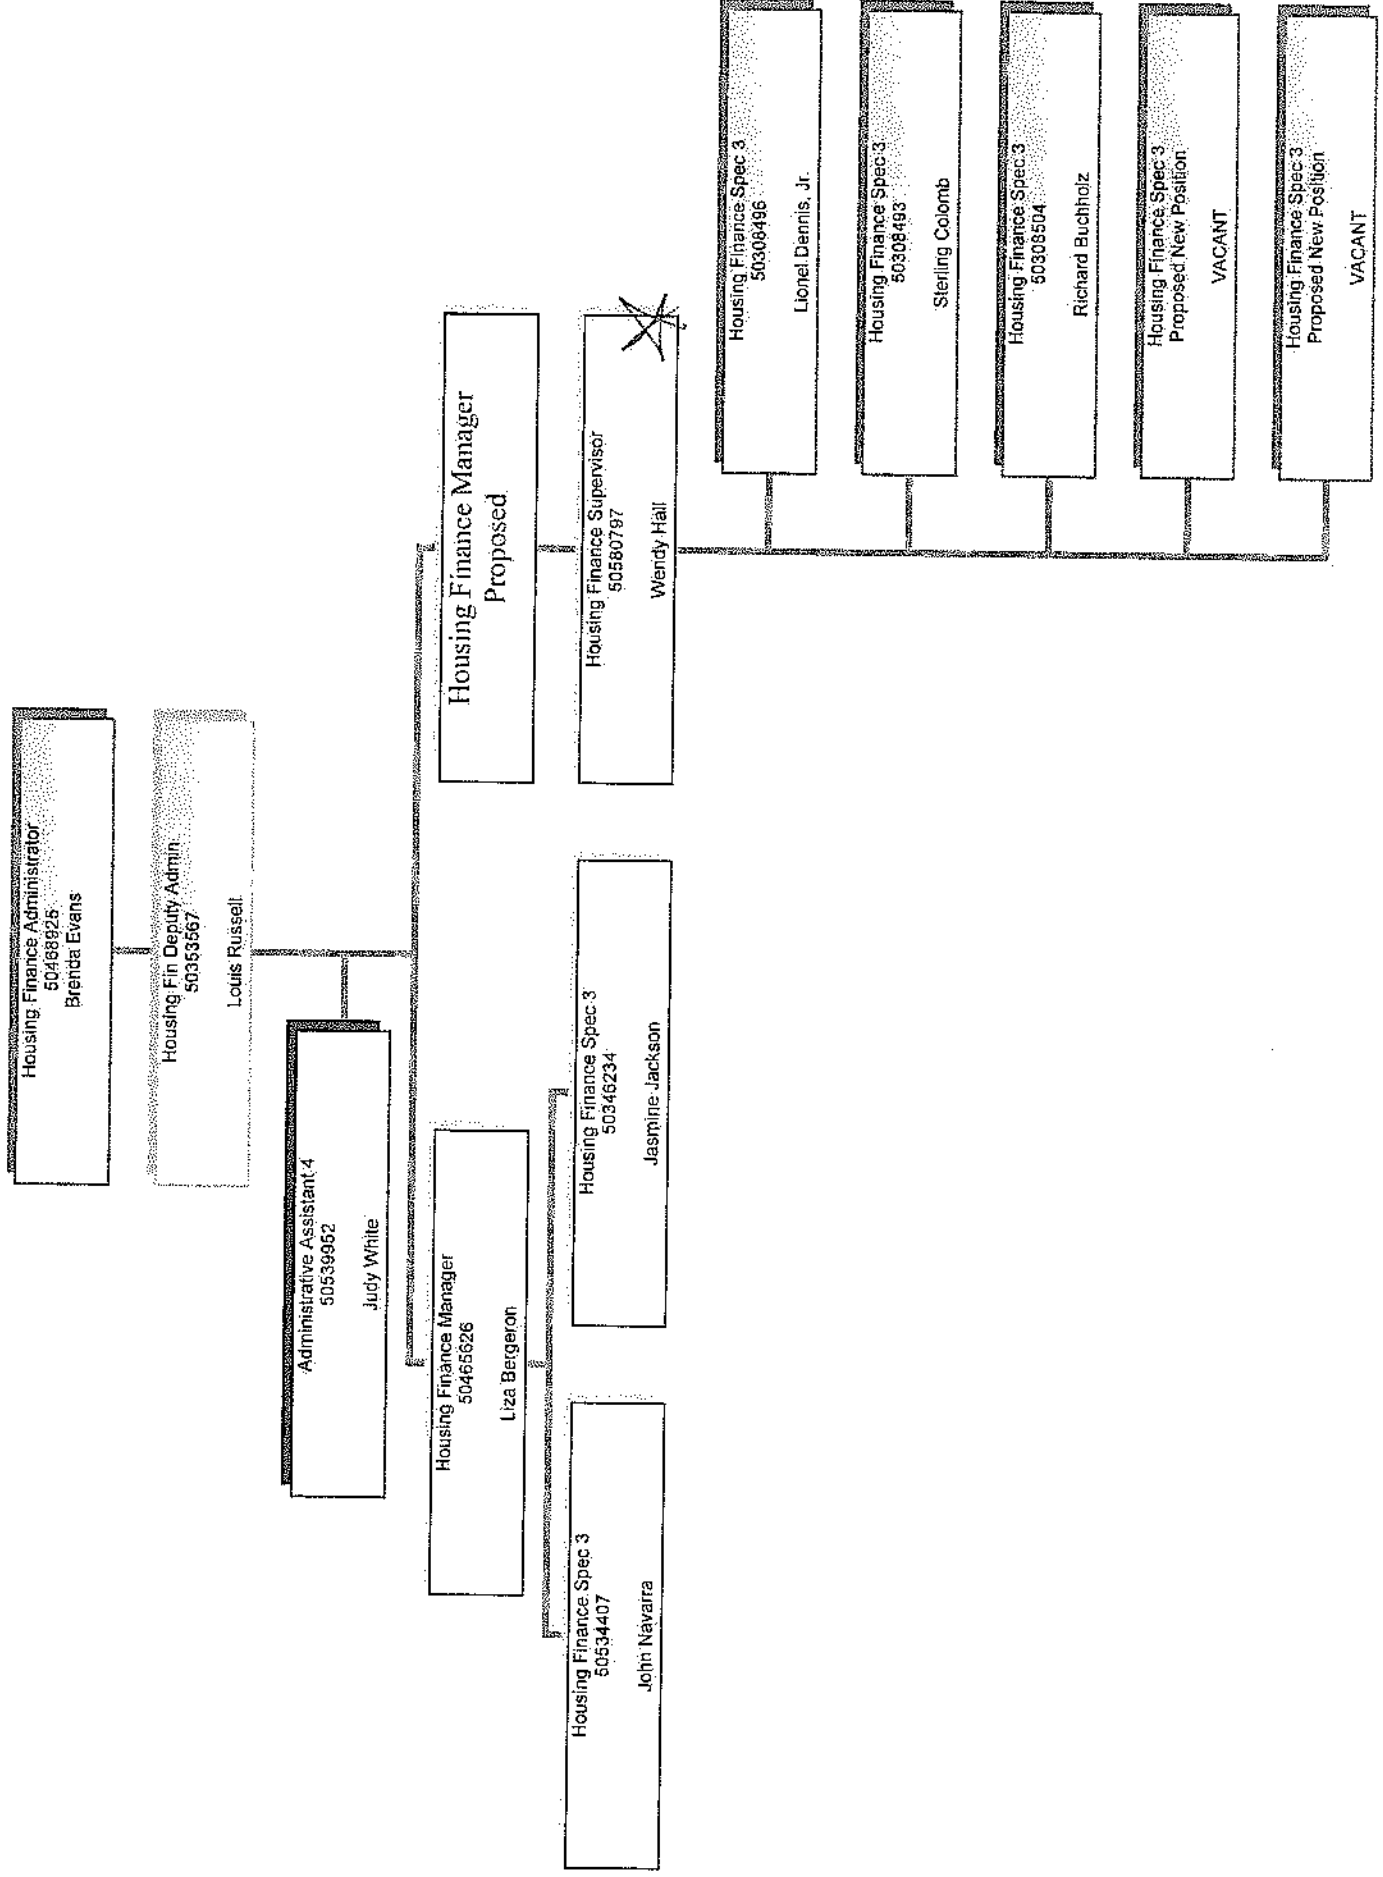 Housing Finance Administrator
50468925
Brenda Evans
Housing Fin Deputy Admin
50353567
Louis Russell
Administrative Assistant 4
50539952
Judy White
Housing Finance Manager
50465626
Liza Bergeron
Housing Finance Manager
Proposed
Housing Finance Spec 3
50534407
John Navarra
Housing Finance Spec 3
50346234
Jasmine Jackson
Housing Finance Supervisor
50580797
Wendy Hall
Housing Finance Spec 3
50308496
Lionel Dennis, Jr.
Housing Finance Spec 3
50308493
Sterling Colomb
Housing Finance Spec 3
50308504
Richard Buchholz
Housing Finance Spec 3
Proposed New Position
VACANT
Housing Finance Spec 3
Proposed New Position
VACANT